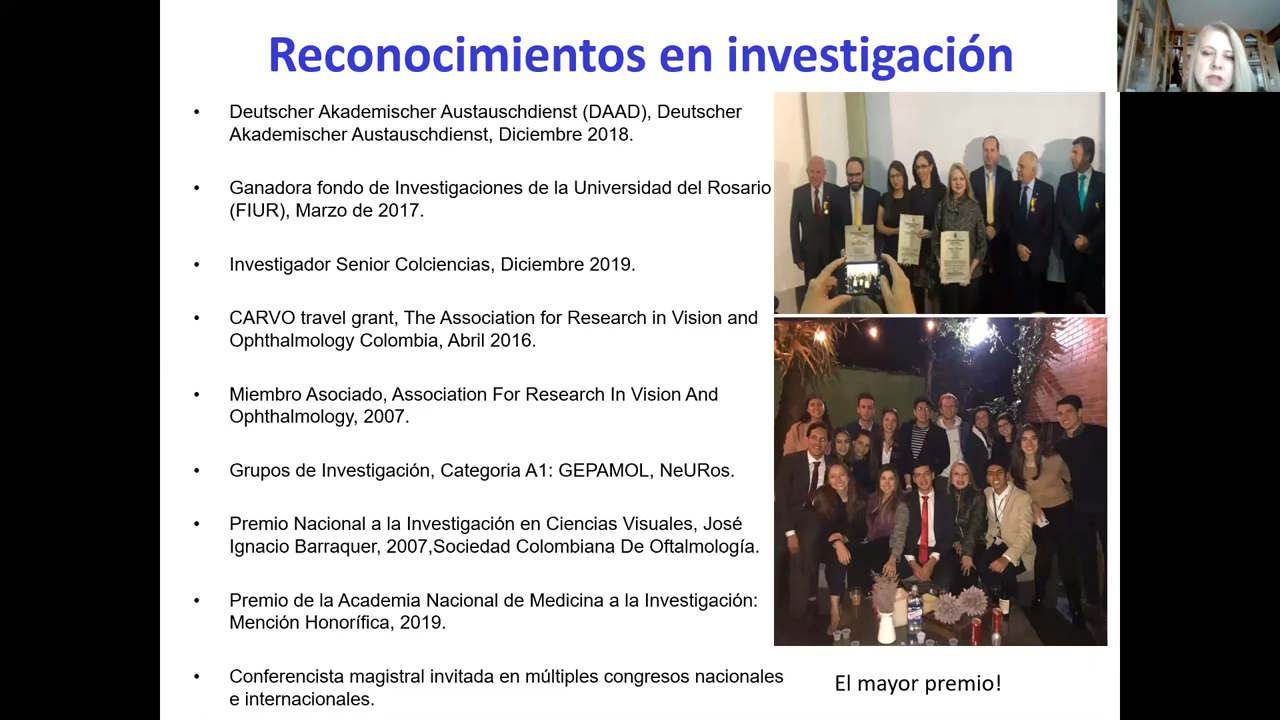 Reconocimientos en investigación
• Deutscher Akademischer Austauschdienst (DAAD), Deutscher
Akademischer Austauschdienst, Diciembre 2018.
• Ganadora fondo de Investigaciones de la Universidad del Rosario
(FIUR), Marzo de 2017.
• Investigador Senior Colciencias, Diciembre 2019.
• CARVO travel grant, The Association for Research in Vision and
Ophthalmology Colombia, Abril 2016.
• Miembro Asociado, Association For Research In Vision And
Ophthalmology, 2007.
• Grupos de Investigación, Categoria A1: GEPAMOL, NeURos.
• Premio Nacional a la Investigación en Ciencias Visuales, José
Ignacio Barraquer, 2007,Sociedad Colombiana De Oftalmología.
• Premio de la Academia Nacional de Medicina a la Investigación:
Mención Honorífica, 2019.
• Conferencista magistral invitada en múltiples congresos nacionales
e internacionales.
El mayor premio!